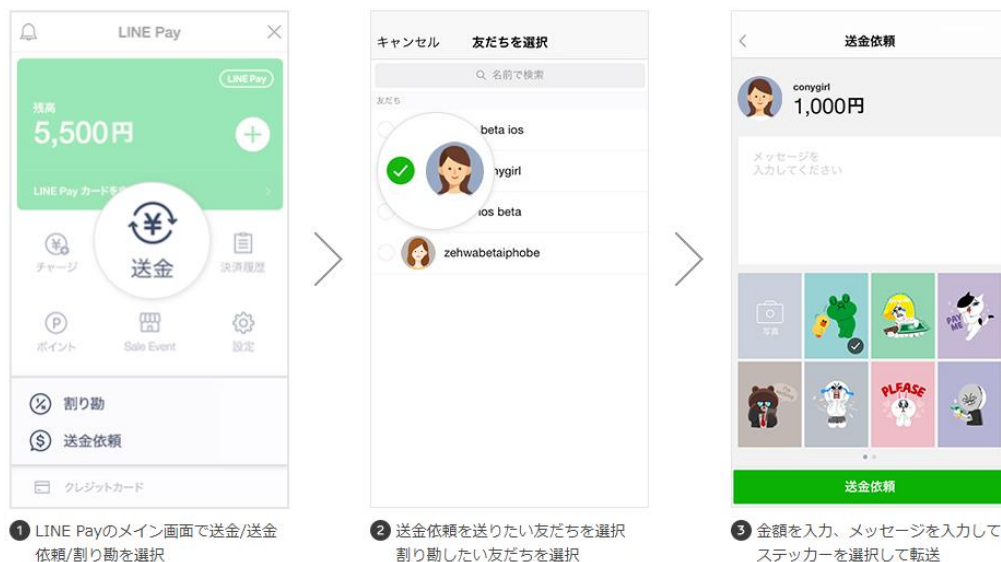 LINE Pay
LINE Pay
残高
5,500円
LINE Pay カードを
送金
チャージ
決済履歴
ポイント
Sale Event
設定
割り勘
送金依頼
クレジットカード
1 LINE Payのメイン画面で送金/送金
依頼/割り勘を選択
キャンセル 友だちを選択
名前で検索
友だち
beta ios
nygirl
ios beta
zehwabetaiphobe
2 送金依頼を送りたい友だちを選択
割り勘したい友だちを選択
送金依頼
conygirl
1,000円
メッセージを
入力してください
写真
PAY
ME
PLEASE
送金依頼
3 金額を入力、メッセージを入力して
ステッカーを選択して転送